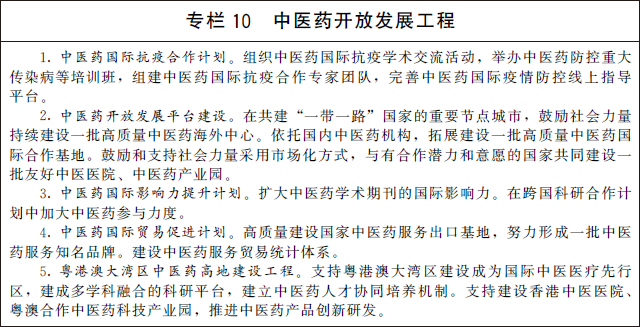 专栏 10 中医药开放发展工程
1. 中医药国际抗疫合作计划。组织中医药国际抗疫学术交流活动，举办中医药防控重大
传染病等培训班，组建中医药国际抗疫合作专家团队，完善中医药国际疫情防控线上指导
平台。
2. 中医药开放发展平台建设。在共建“一带一路”国家的重要节点城市，鼓励社会力量
持续建设一批高质量中医药海外中心。依托国内中医药机构，拓展建设一批高质量中医药国
际合作基地。鼓励和支持社会力量采用市场化方式，与有合作潜力和意愿的国家共同建设一
批友好中医医院、中医药产业园。
3. 中医药国际影响力提升计划。扩大中医药学术期刊的国际影响力。在跨国科研合作计
划中加大中医药参与力度。
4. 中医药国际贸易促进计划。高质量建设国家中医药服务出口基地，努力形成一批中医
药服务知名品牌。建设中医药服务贸易统计体系。
5. 粤港澳大湾区中医药高地建设工程。支持粤港澳大湾区建设成为国际中医医疗先行
区，建成多学科融合的科研平台，建立中医药人才协同培养机制。支持建设香港中医医院、
粤澳合作中医药科技产业园，推进中医药产品创新研发。